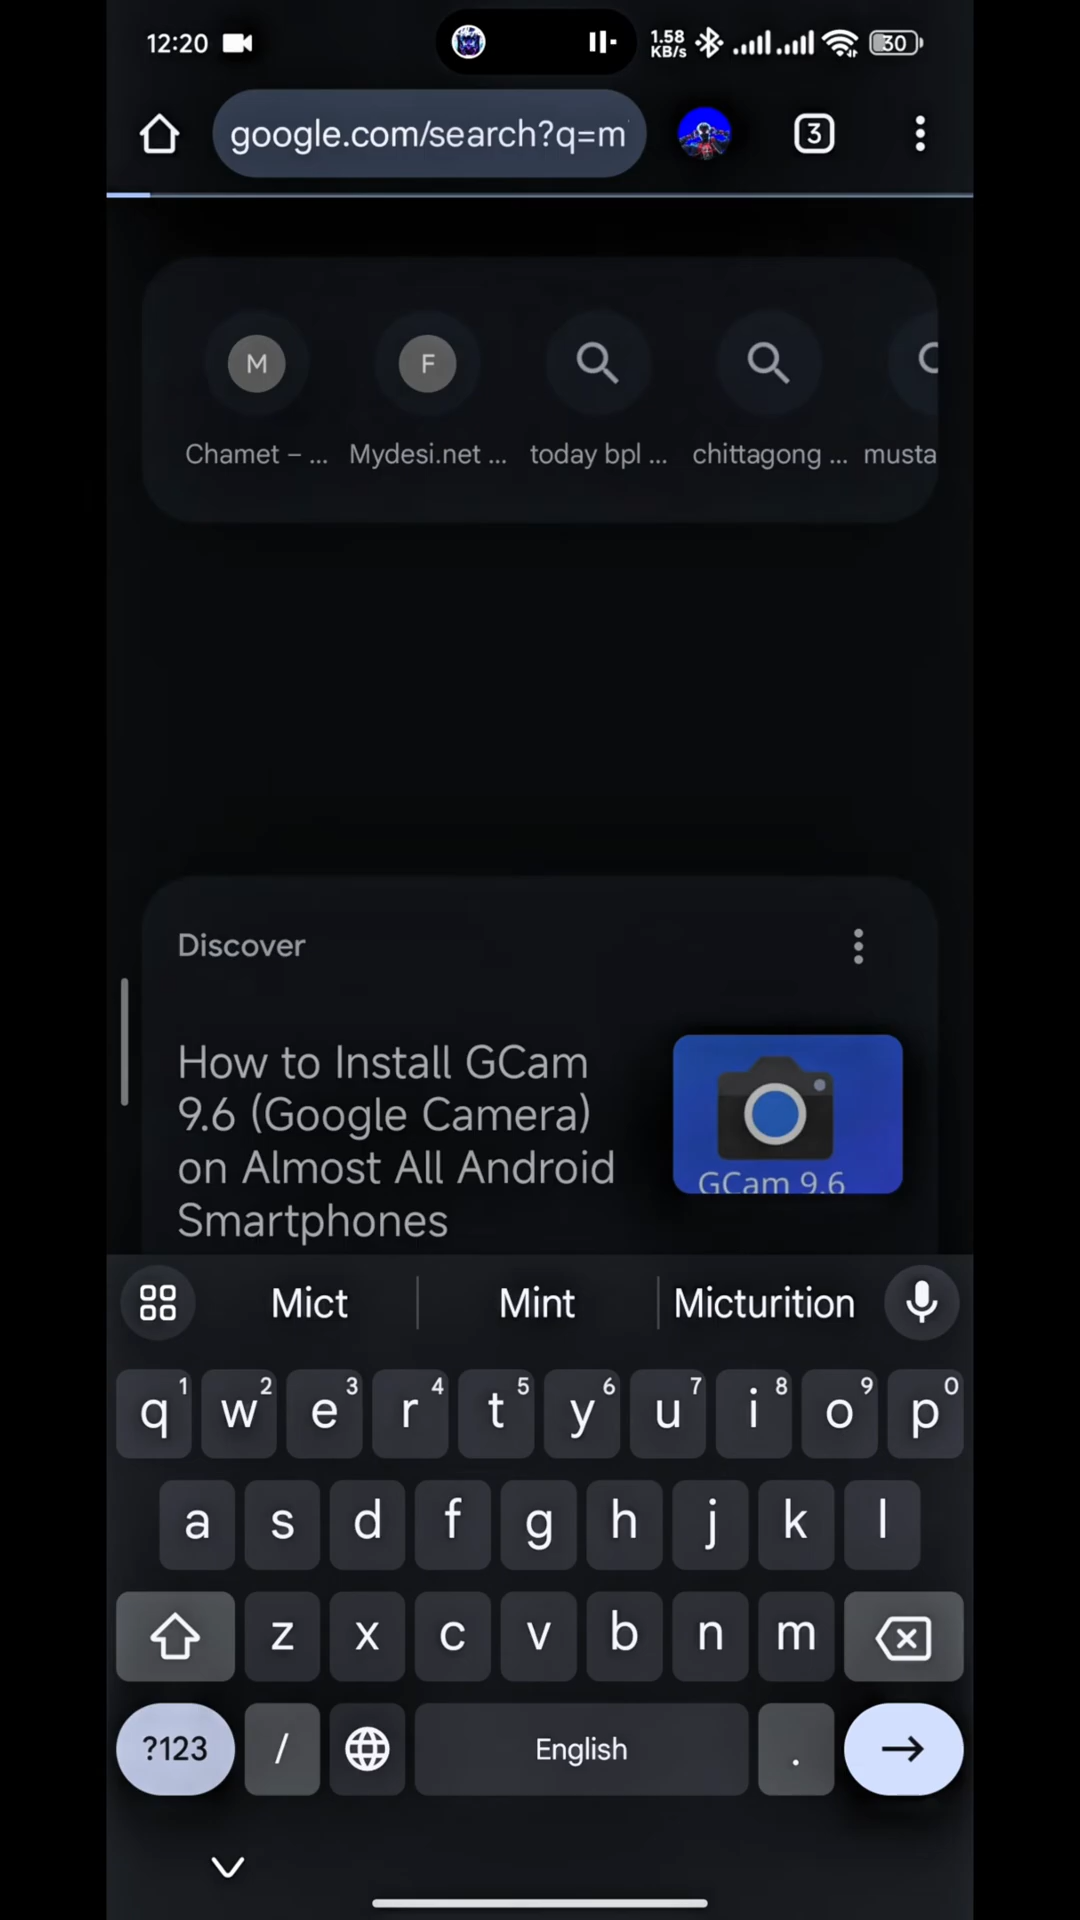 12:20
1.58
KB/s
30
google.com/search?q=m
3
M
F
Chamet – ...
Mydesi.net ...
today bpl ...
chittagong ...
musta
Discover
How to Install GCam
9.6 (Google Camera)
on Almost All Android
Smartphones
GCam 9.6
Mict
Mint
Micturition
q1 w2 e3 r4 t5 y6 u7 i8 o9 p0
a s d f g h j k l
z x c v b n m
?123 / English .